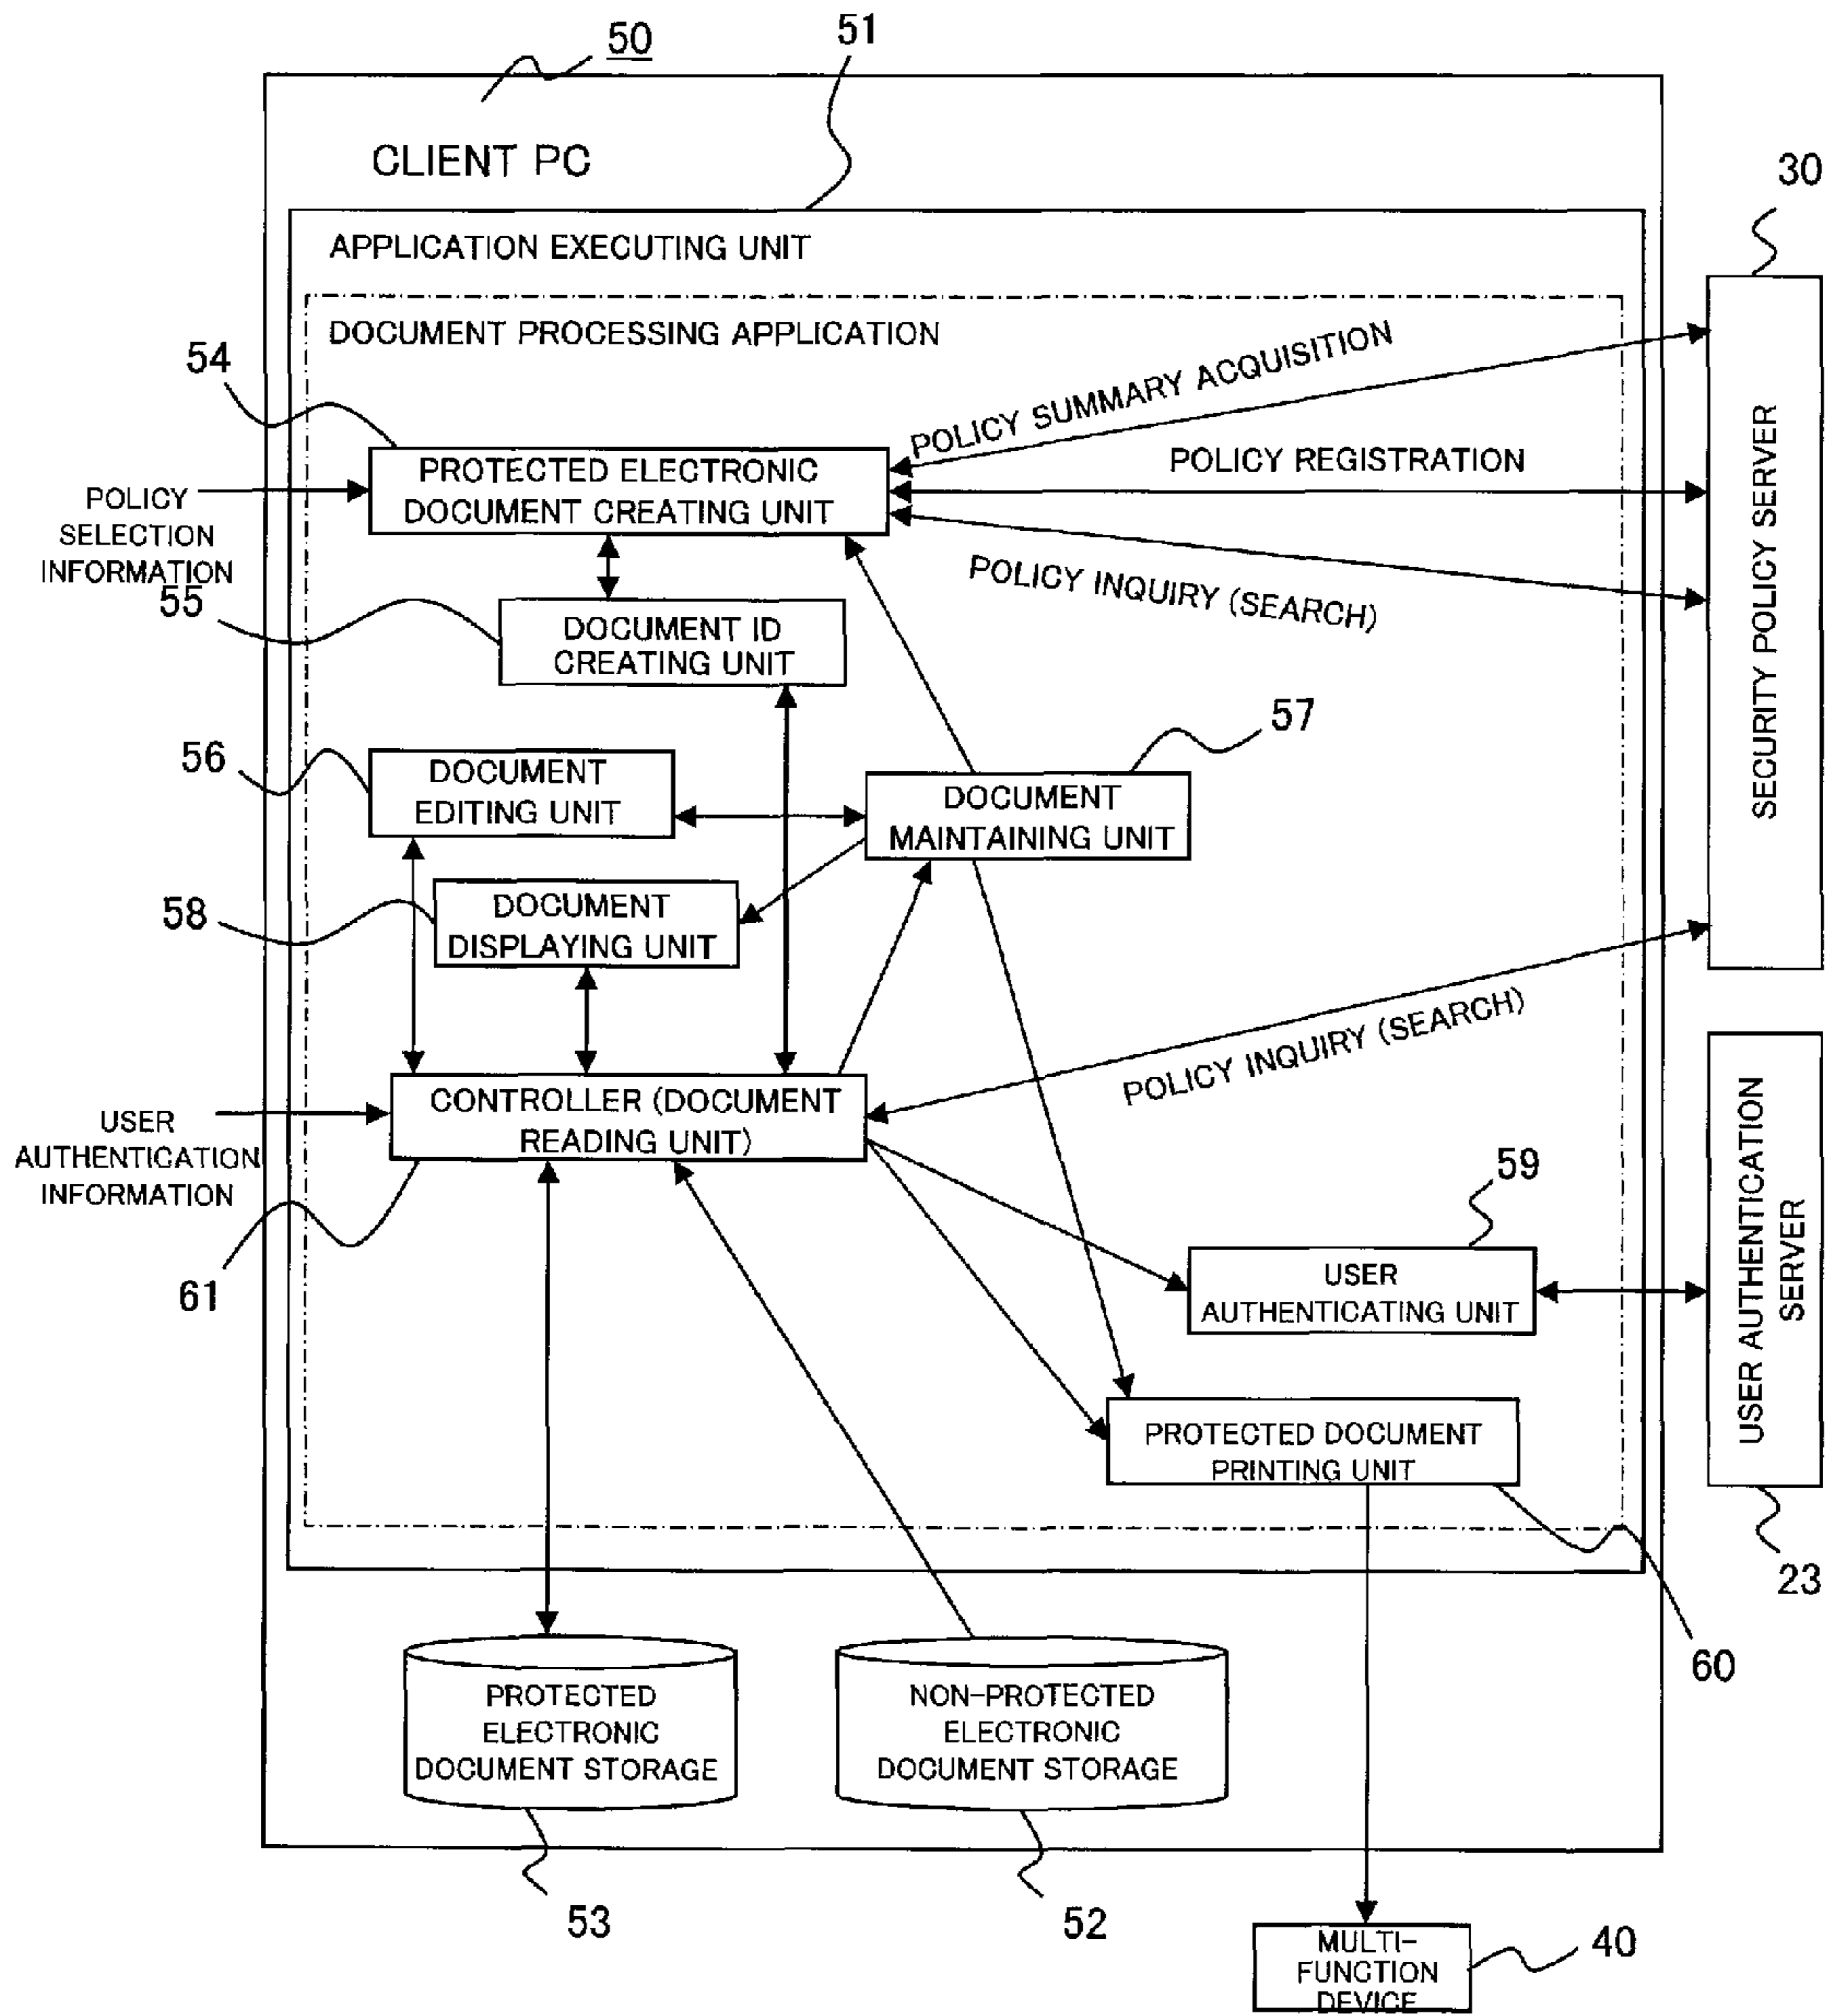 50
51
CLIENT PC
30
APPLICATION EXECUTING UNIT
DOCUMENT PROCESSING APPLICATION
54
POLICY SUMMARY ACQUISITION
PROTECTED ELECTRONIC
DOCUMENT CREATING UNIT
POLICY REGISTRATION
POLICY
SELECTION
INFORMATION
POLICY INQUIRY (SEARCH)
SECURITY POLICY SERVER
55
DOCUMENT ID
CREATING UNIT
57
56
DOCUMENT
EDITING UNIT
DOCUMENT
MAINTAINING UNIT
58
DOCUMENT
DISPLAYING UNIT
POLICY INQUIRY (SEARCH)
CONTROLLER (DOCUMENT
READING UNIT)
USER
AUTHENTICATION
INFORMATION
59
61
USER
AUTHENTICATING UNIT
USER AUTHENTICATION
SERVER
PROTECTED DOCUMENT
PRINTING UNIT
23
60
PROTECTED
ELECTRONIC
DOCUMENT STORAGE
NON-PROTECTED
ELECTRONIC
DOCUMENT STORAGE
53
52
MULTI-
FUNCTION
DEVICE
40